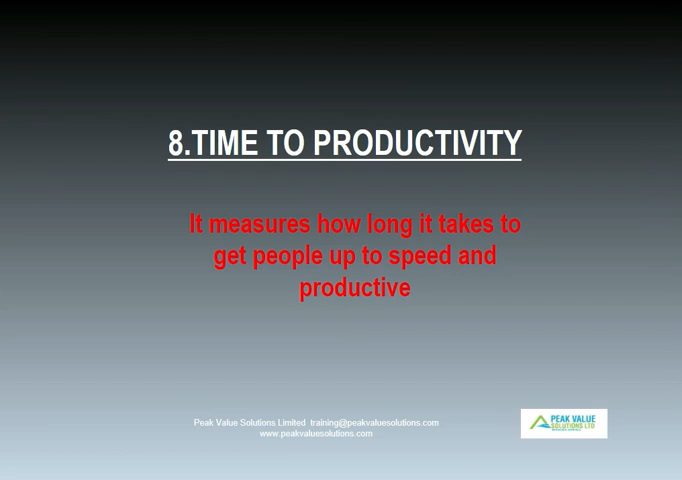 8.TIME TO PRODUCTIVITY
It measures how long it takes to
get people up to speed and
productive
Peak Value Solutions Limited training@peakvaluesolutions.com
www.peakvaluesolutions.com
PEAK VALUE
SOLUTIONS LTD